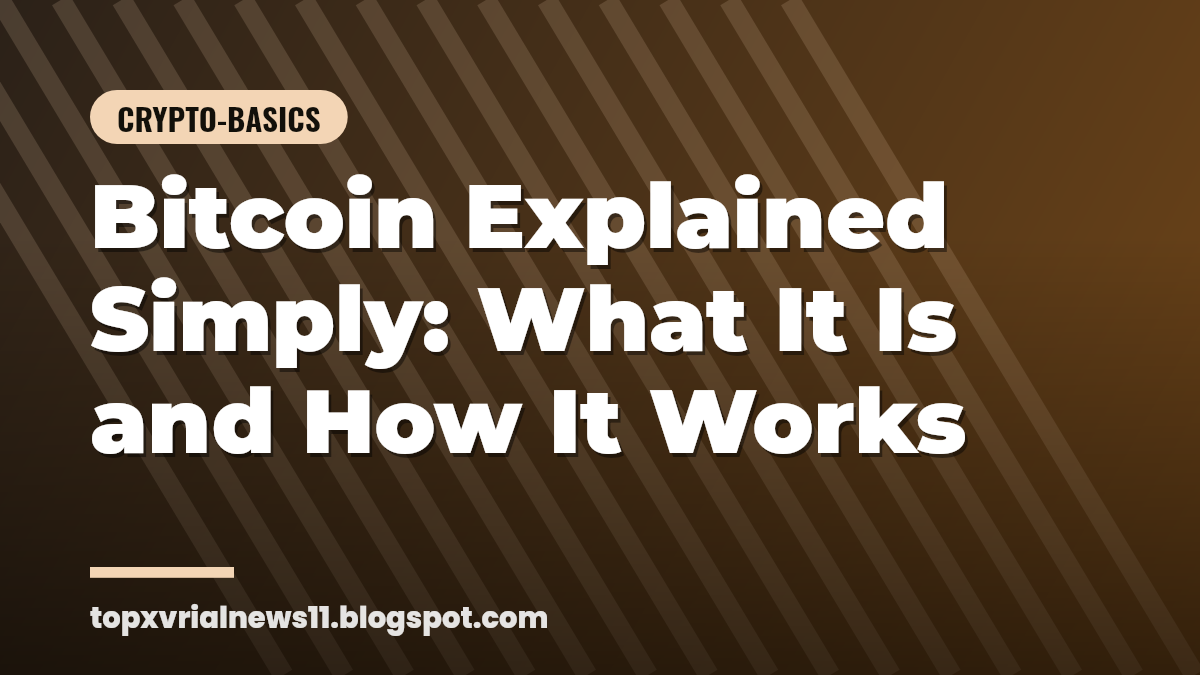 CRYPTO-BASICS
Bitcoin Explained
Simply: What It Is
and How It Works
topxvrialnews11.blogspot.com